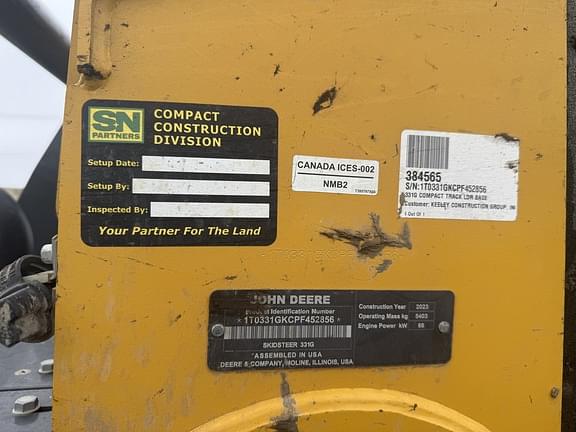 SN
PARTNERS
COMPACT
CONSTRUCTION
DIVISION
Setup Date:
Setup By:
Inspected By:
Your Partner For The Land
CANADA ICES-002
NMB2
384565
S/N:1T0331GKCPF452856
331G COMPACT TRACK LDR BASE
Customer: KEELEY CONSTRUCTION GROUP, IN
1 Out Of 1
JOHN DEERE
Product Identification Number
*1T0331GKCPF452856*
SKIDSTEER 331G
*ASSEMBLED IN USA
DEERE & COMPANY, MOLINE, ILLINOIS, USA
Construction Year 2023
Operating Mass kg 5403
Engine Power kW 68